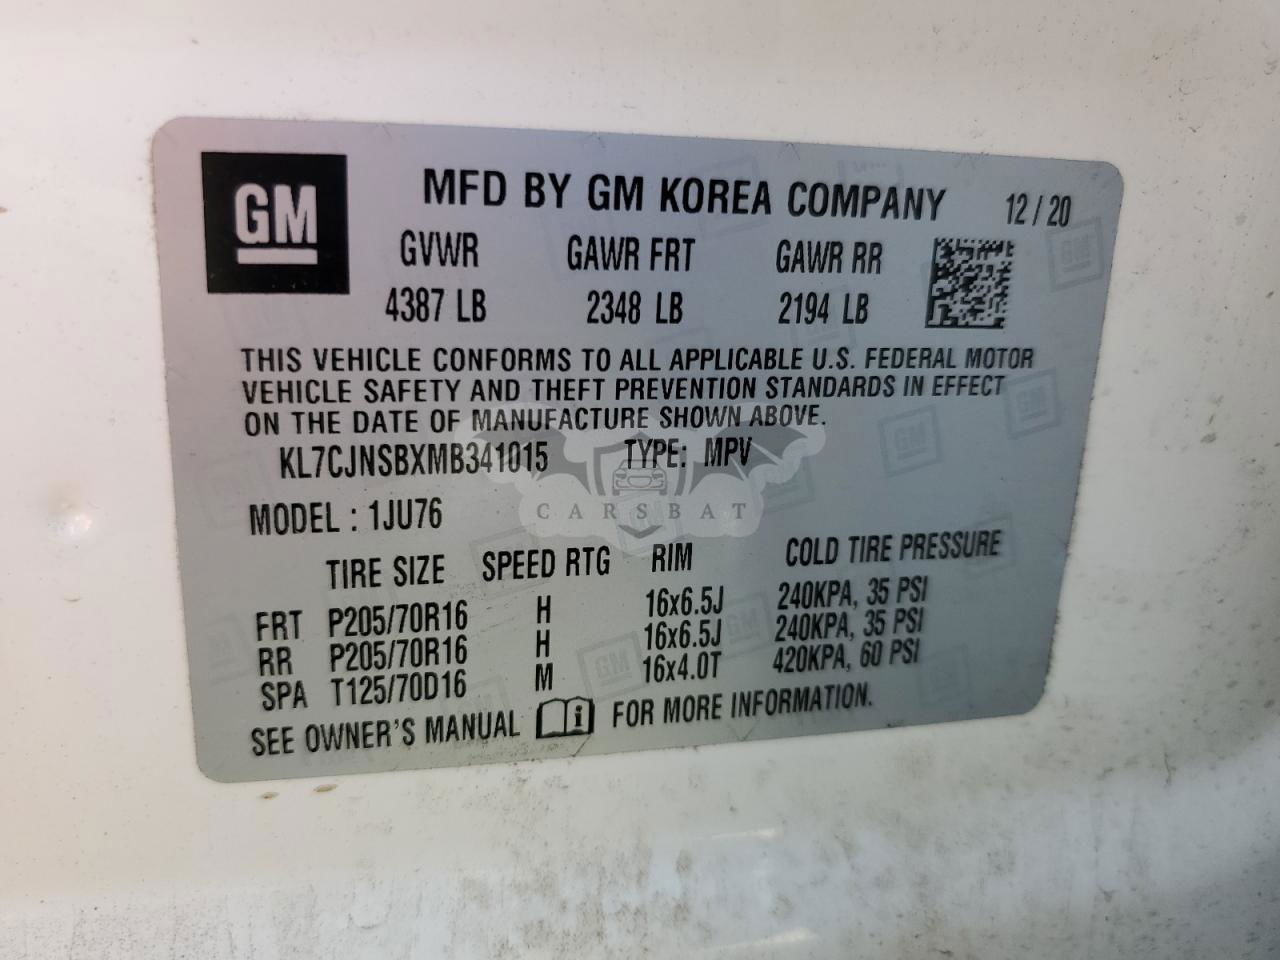 GM
MFD BY GM KOREA COMPANY 12/20
GVWR GAWR FRT GAWR RR
4387 LB 2348 LB 2194 LB
THIS VEHICLE CONFORMS TO ALL APPLICABLE U.S. FEDERAL MOTOR
VEHICLE SAFETY AND THEFT PREVENTION STANDARDS IN EFFECT
ON THE DATE OF MANUFACTURE SHOWN ABOVE.
KL7CJNSBXMB341015 TYPE: MPV
CARSBAT
MODEL : 1JU76
TIRE SIZE SPEED RTG RIM COLD TIRE PRESSURE
FRT P205/70R16 H 16x6.5J 240KPA, 35 PSI
RR P205/70R16 H 16x6.5J 240KPA, 35 PSI
SPA T125/70D16 M 16x4.0T 420KPA, 60 PSI
SEE OWNER'S MANUAL i FOR MORE INFORMATION.